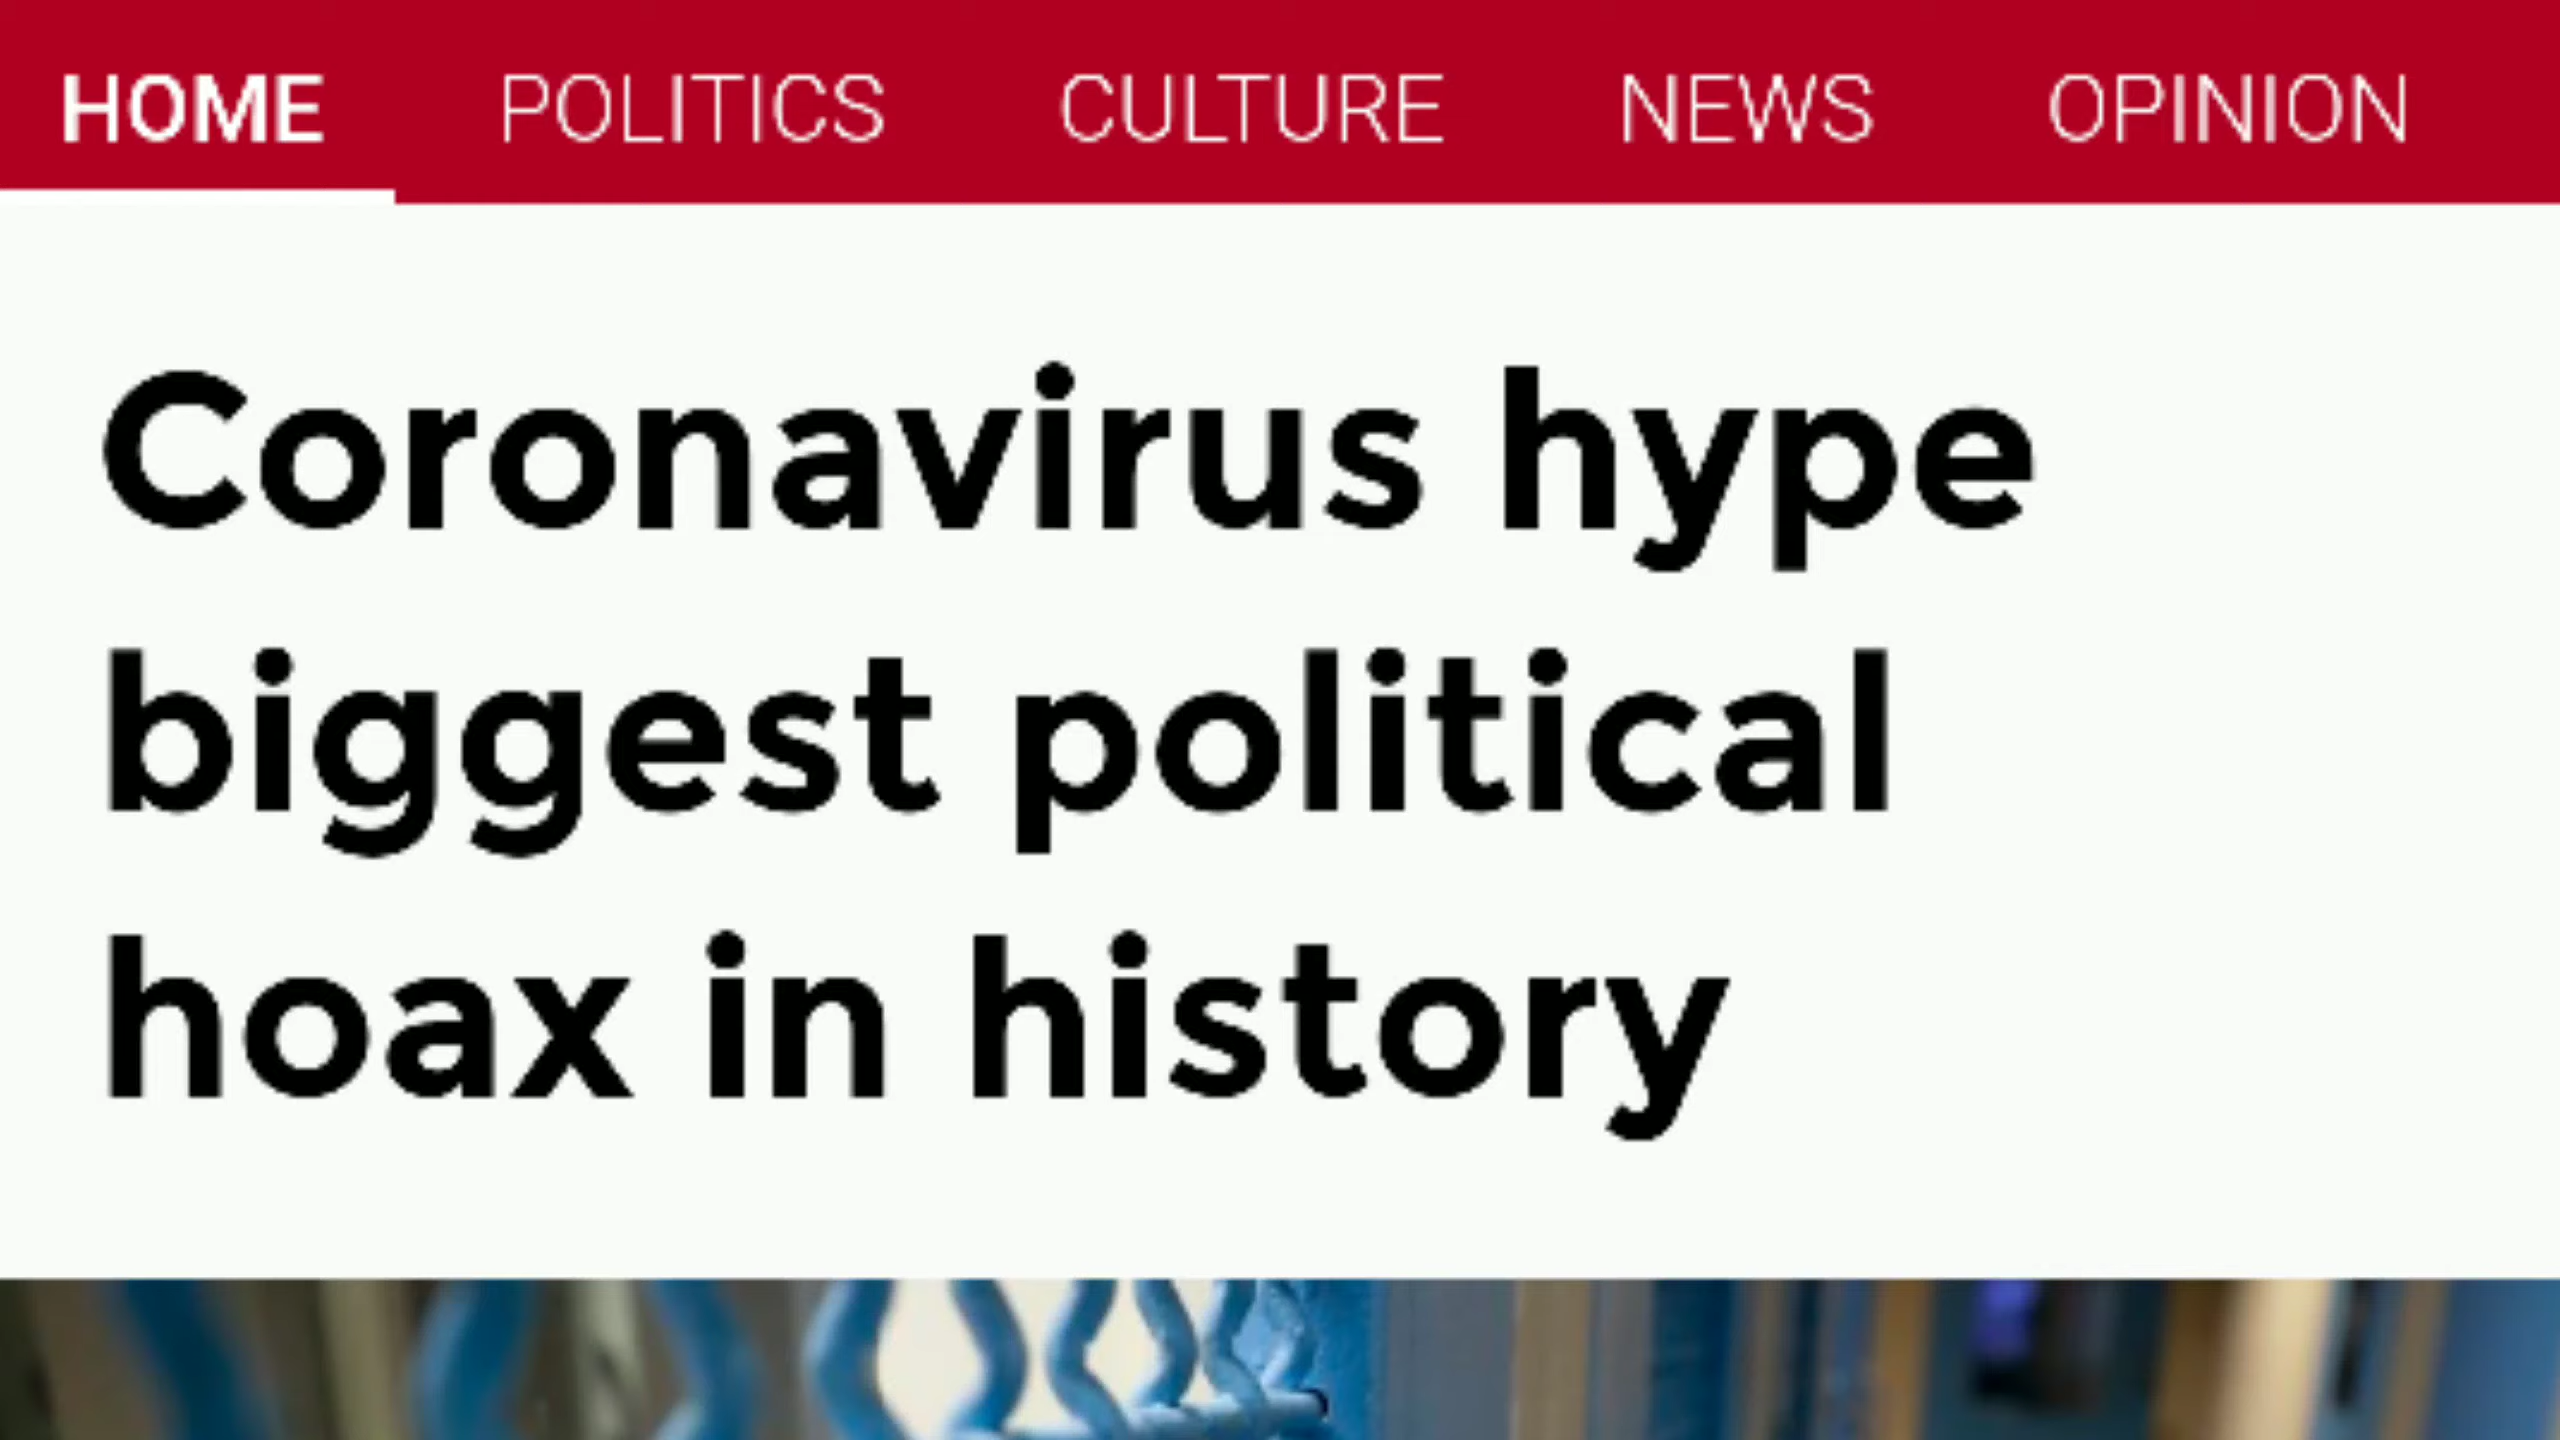 HOME POLITICS CULTURE NEWS OPINION
Coronavirus hype
biggest political
hoax in history